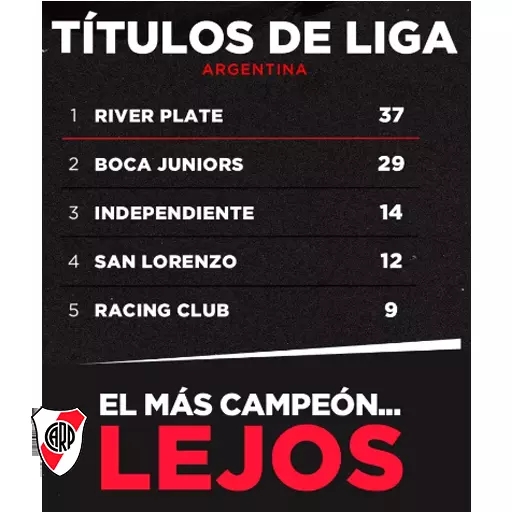 TÍTULOS DE LIGA
ARGENTINA
1 RIVER PLATE 37
2 BOCA JUNIORS 29
3 INDEPENDIENTE 14
4 SAN LORENZO 12
5 RACING CLUB 9
EL MÁS CAMPEÓN...
LEJOS
CARP